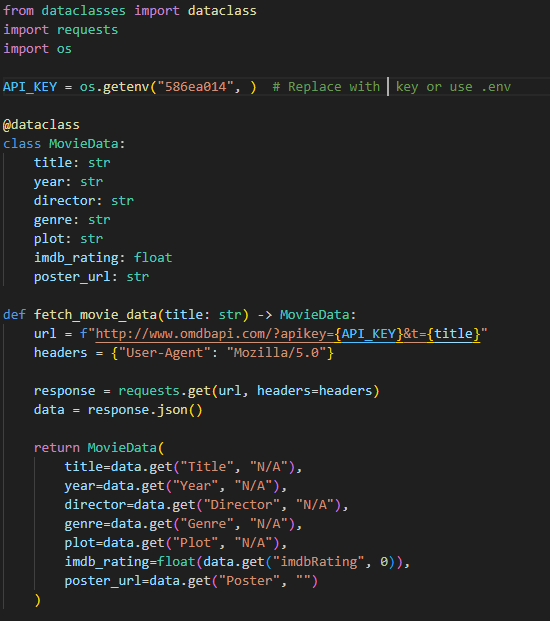 from dataclasses import dataclass
import requests
import os

API_KEY = os.getenv("586ea014", )  # Replace with  key or use .env

@dataclass
class MovieData:
    title: str
    year: str
    director: str
    genre: str
    plot: str
    imdb_rating: float
    poster_url: str

def fetch_movie_data(title: str) -> MovieData:
    url = f"http://www.omdbapi.com/?apikey={API_KEY}&t={title}"
    headers = {"User-Agent": "Mozilla/5.0"}

    response = requests.get(url, headers=headers)
    data = response.json()

    return MovieData(
        title=data.get("Title", "N/A"),
        year=data.get("Year", "N/A"),
        director=data.get("Director", "N/A"),
        genre=data.get("Genre", "N/A"),
        plot=data.get("Plot", "N/A"),
        imdb_rating=float(data.get("imdbRating", 0)),
        poster_url=data.get("Poster", "")
    )